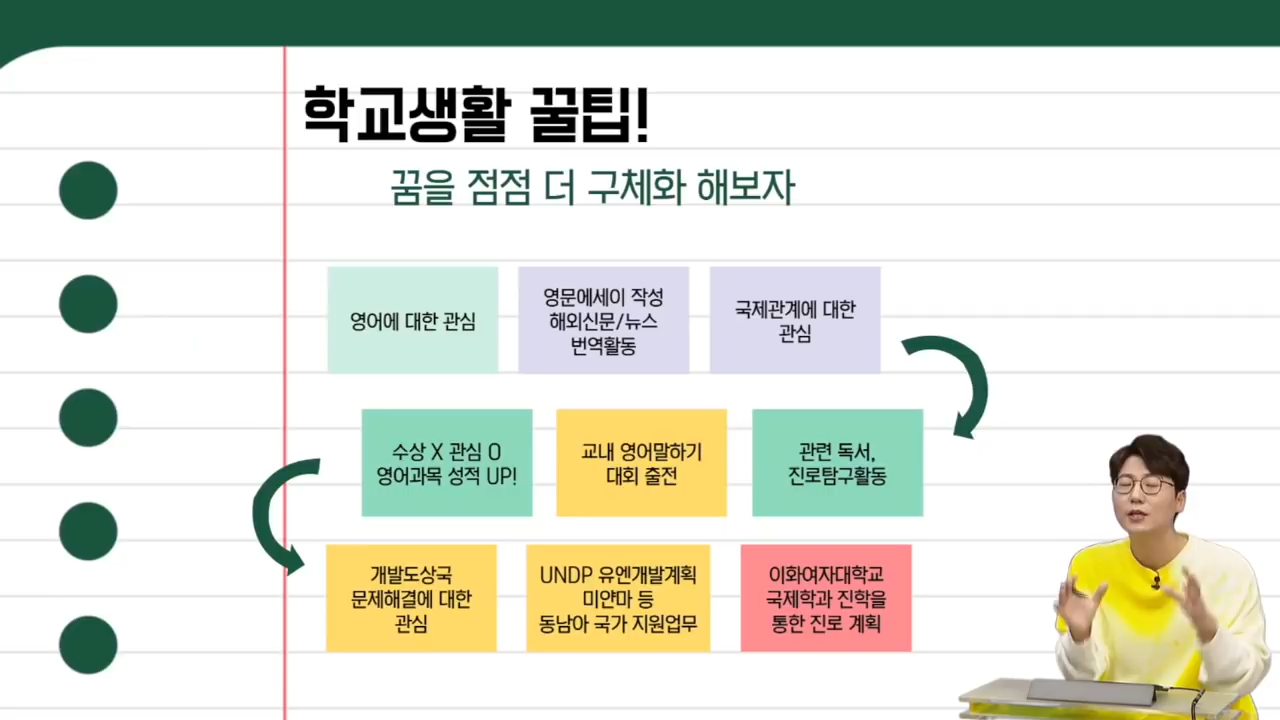 학교생활 꿀팁!
꿈을 점점 더 구체화 해보자
영어에 대한 관심
영문에세이 작성
해외신문/뉴스
번역활동
국제관계에 대한
관심
수상 X 관심 O
영어과목 성적 UP!
교내 영어말하기
대회 출전
관련 독서,
진로탐구활동
개발도상국
문제해결에 대한
관심
UNDP 유엔개발계획
미얀마 등
동남아 국가 지원업무
이화여자대학교
국제학과 진학을
통한 진로 계획